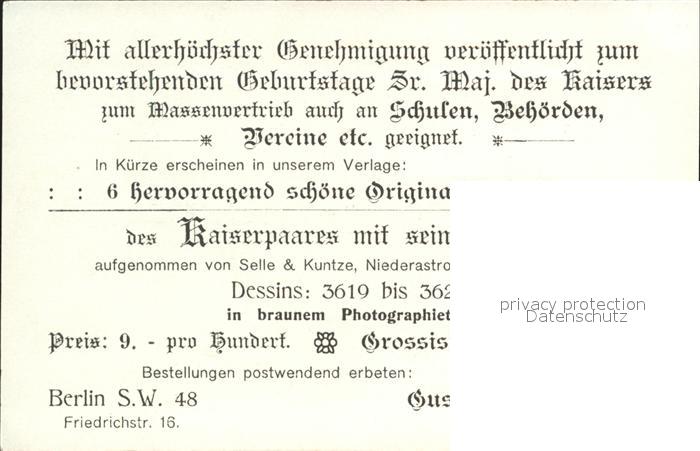 Mit allerhöchster Genehmigung veröffentlicht zum
bevorstehenden Geburtstage Sr. Maj. des Kaisers
zum Massenvertrieb auch an Schulen, Behörden,
Vereine etc. geeignet.
In Kürze erscheinen in unserem Verlage:
: : 6 hervorragend schöne Origina
des Kaiserpaares mit sein
aufgenommen von Selle & Kuntze, Niederastro
Dessins: 3619 bis 362
in braunem Photographiet
Preis: 9. - pro Hundert. Grossis
Bestellungen postwendend erbeten:
Berlin S.W. 48 Gus
Friedrichstr. 16.
privacy protection
Datenschutz